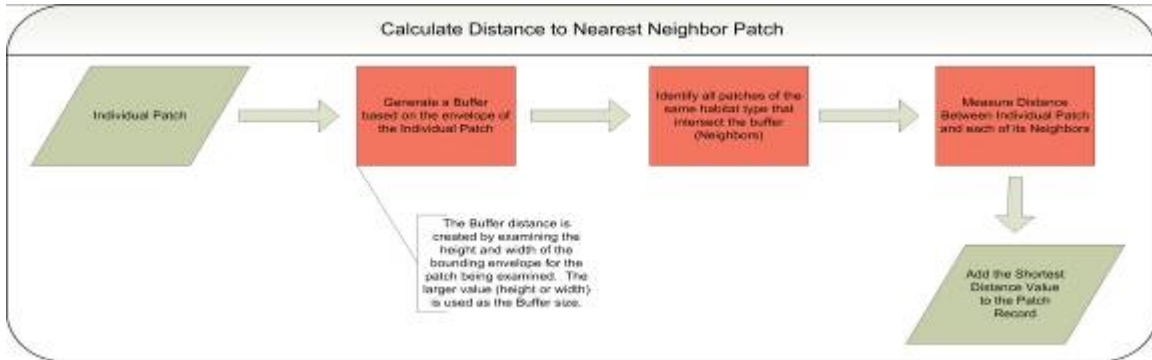 Calculate Distance to Nearest Neighbor Patch
Individual Patch
Generate a Buffer
based on the envelope of
the Individual Patch
Identify all patches of the
same habitat type that
intersect the buffer
(Neighbors)
Measure Distance
Between Individual Patch
and each of its Neighbors
The Buffer distance is
created by examining the
height and width of the
bounding envelope for the
patch being examined. The
larger value (height or width)
is used as the Buffer size.
Add the Shortest
Distance Value
to the Patch
Record